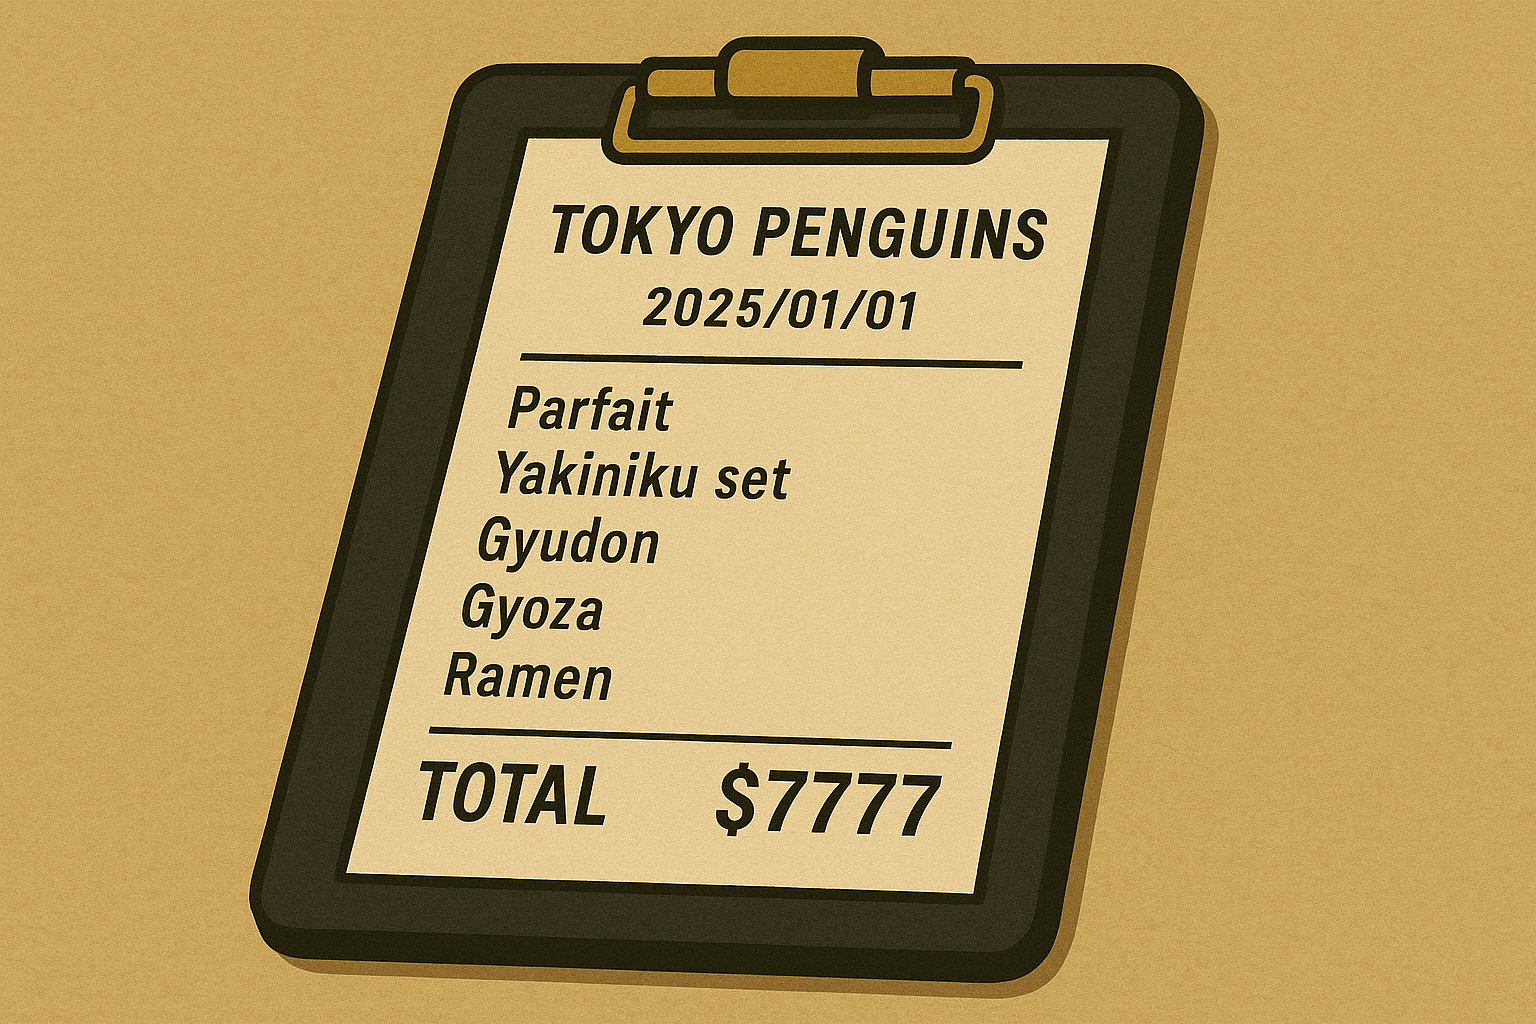 TOKYO PENGUINS
2025/01/01
Parfait
Yakiniku set
Gyudon
Gyoza
Ramen
TOTAL $7777